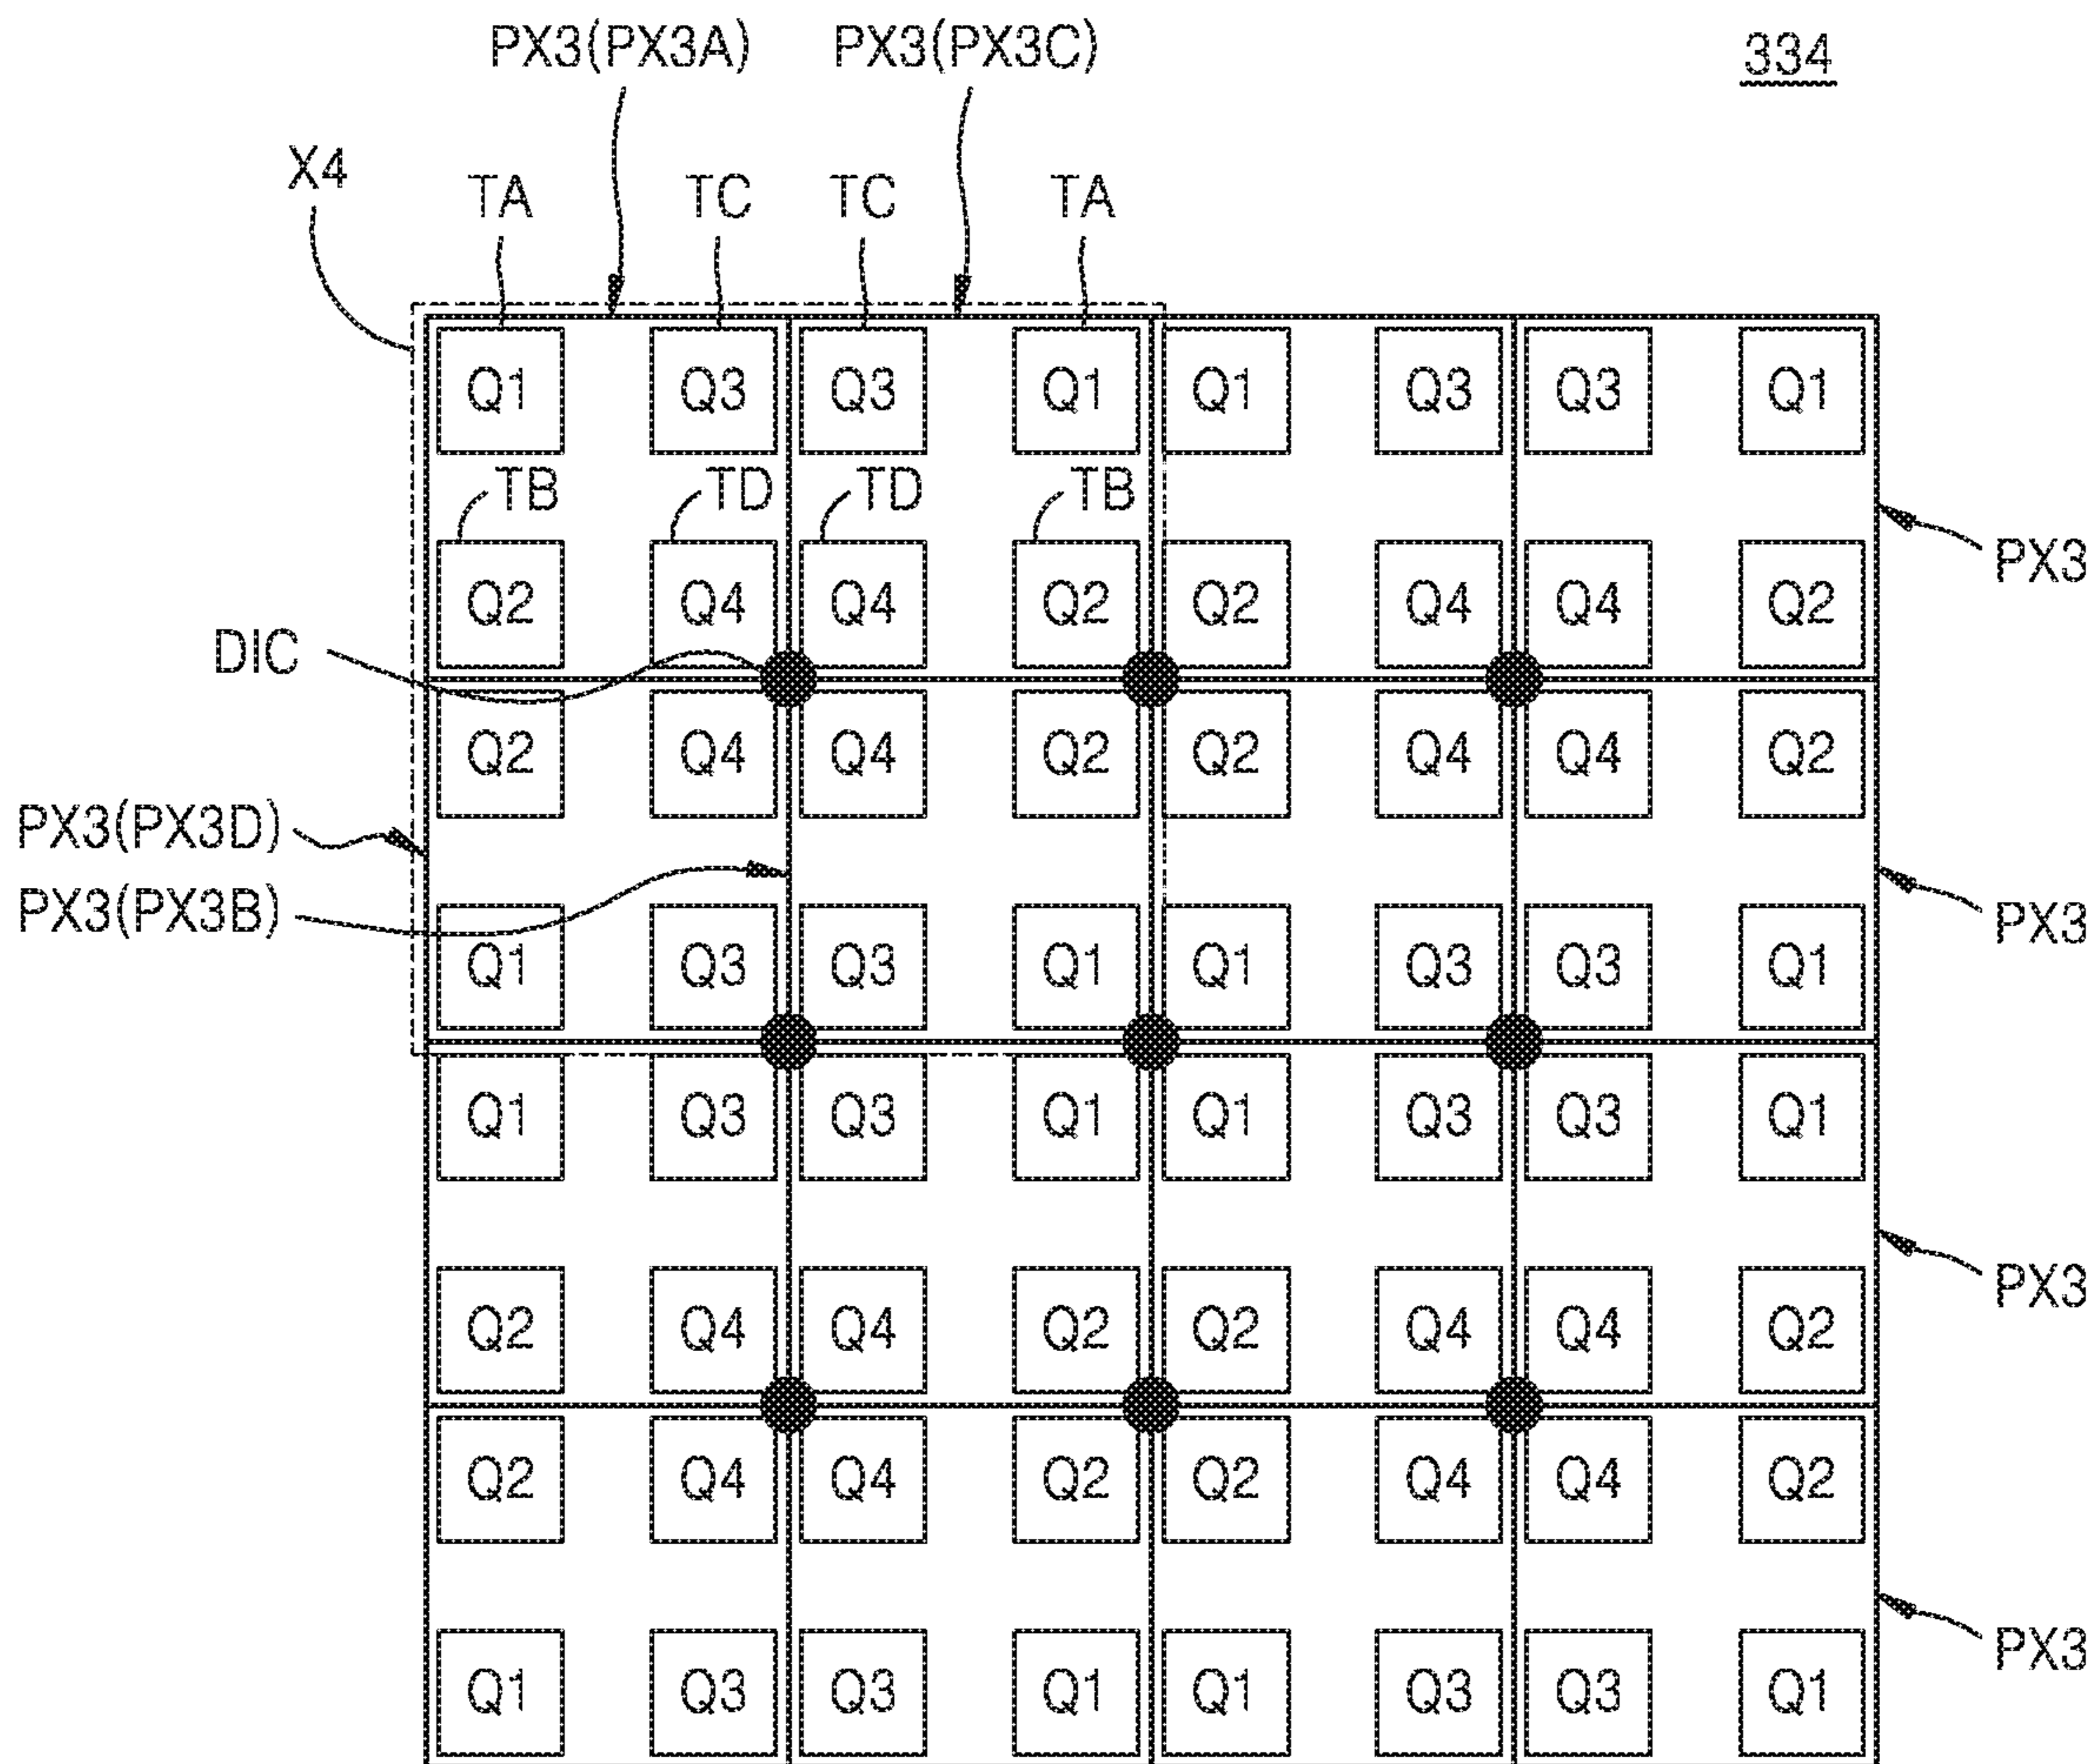 PX3(PX3A) PX3(PX3C) 334
X4 TA TC TC TA
Q1 Q3 Q3 Q1 Q1 Q3 Q3 Q1
TB TD TD TB
PX3
Q2 Q4 Q4 Q2 Q2 Q4 Q4 Q2
DIC
Q2 Q4 Q4 Q2 Q2 Q4 Q4 Q2
PX3(PX3D)
PX3(PX3B) PX3
Q1 Q3 Q3 Q1 Q1 Q3 Q3 Q1
Q1 Q3 Q3 Q1 Q1 Q3 Q3 Q1
PX3
Q2 Q4 Q4 Q2 Q2 Q4 Q4 Q2
Q2 Q4 Q4 Q2 Q2 Q4 Q4 Q2
PX3
Q1 Q3 Q3 Q1 Q1 Q3 Q3 Q1